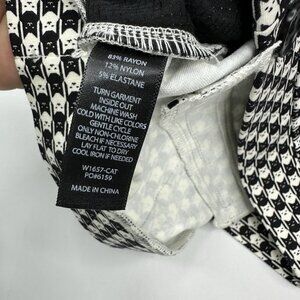 83% RAYON
12% NYLON
5% ELASTANE
TURN GARMENT
INSIDE OUT
MACHINE WASH
COLD WITH LIKE COLORS
GENTLE CYCLE
ONLY NON-CHLORINE
BLEACH IF NECESSARY
LAY FLAT TO DRY
COOL IRON IF NEEDED
W1657-CAT
PO#6159
MADE IN CHINA